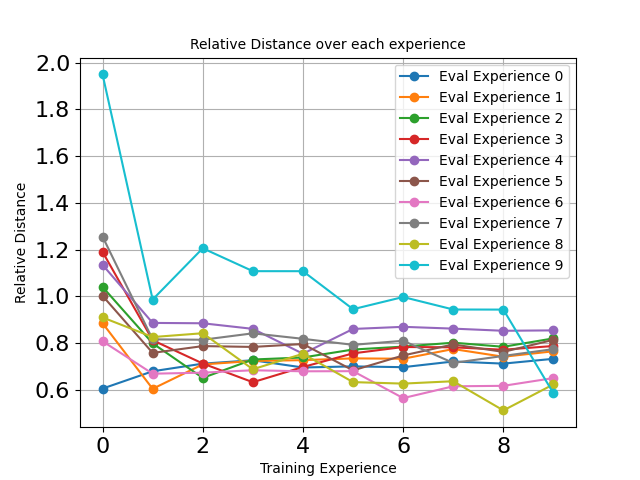 Relative Distance over each experience
Relative Distance
2.0
1.8
1.6
1.4
1.2
1.0
0.8
0.6
Eval Experience 0
Eval Experience 1
Eval Experience 2
Eval Experience 3
Eval Experience 4
Eval Experience 5
Eval Experience 6
Eval Experience 7
Eval Experience 8
Eval Experience 9
0 2 4 6 8
Training Experience